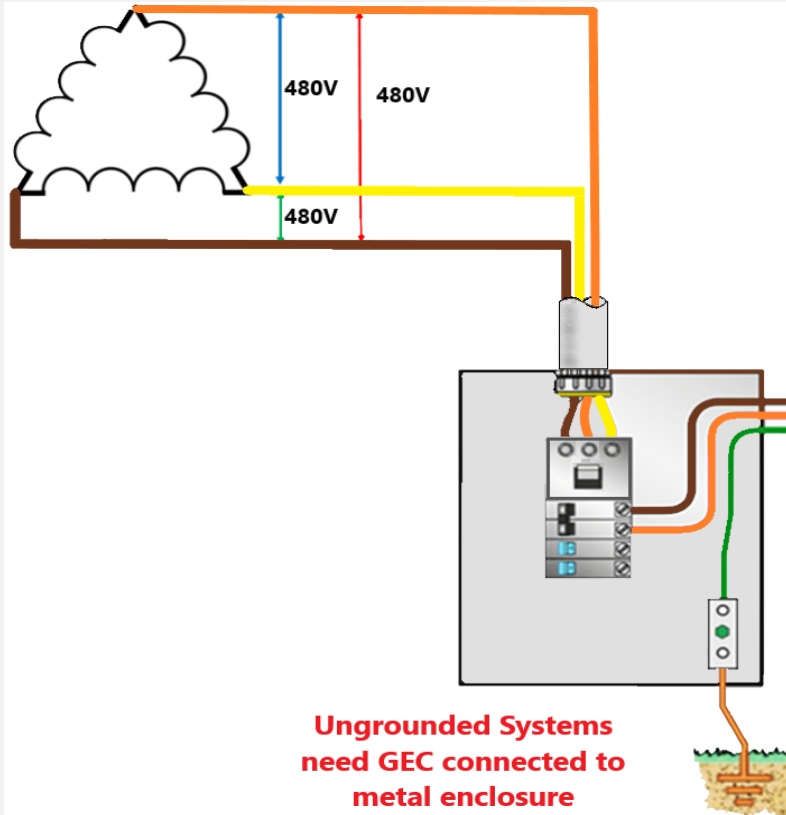 480V
480V
480V
Ungrounded Systems
need GEC connected to
metal enclosure